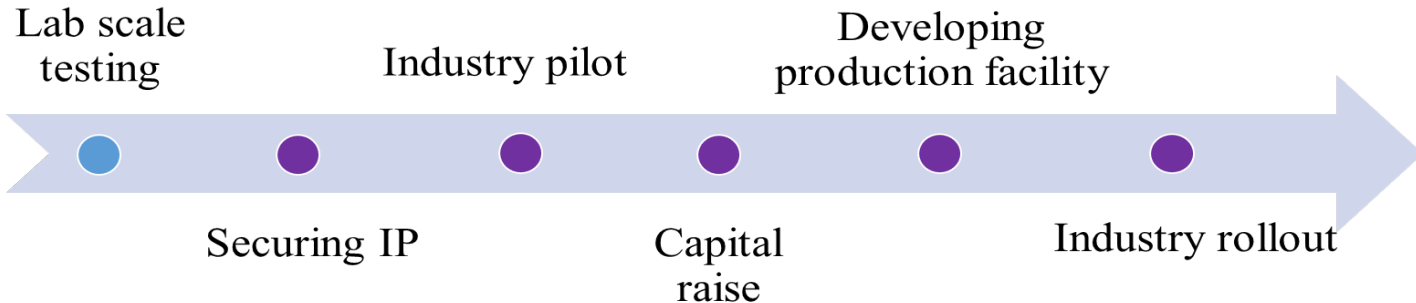 Lab scale
testing
Securing IP
Industry pilot
Capital
raise
Developing
production facility
Industry rollout